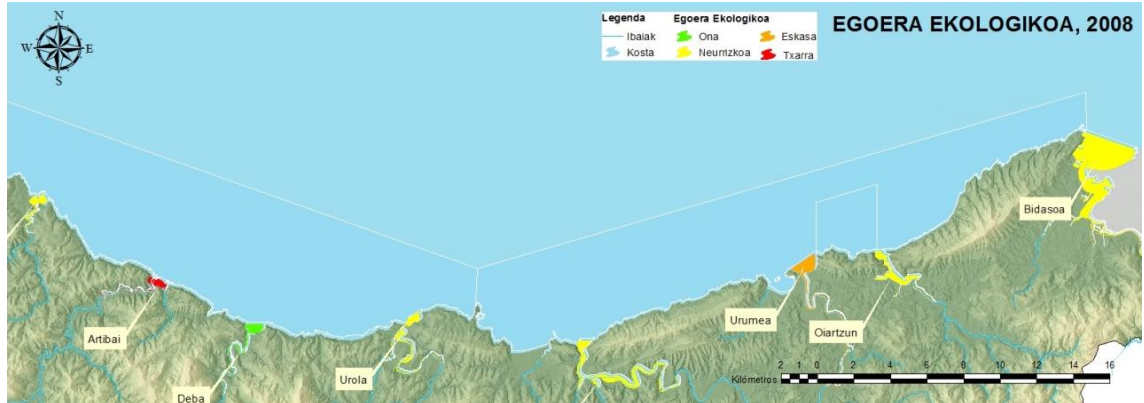 N
W E
S
Legenda
Egoera Ekologikoa
Ibaiak
Ona
Eskasa
Kosta
Neurrizkoa
Txarra
EGOERA EKOLOGIKOA, 2008
Bidasoa
Urumea
Oiartzun
Artibai
Urola
Deba
2 0 2 4 6 8 10 12 14 16
Kilómetros